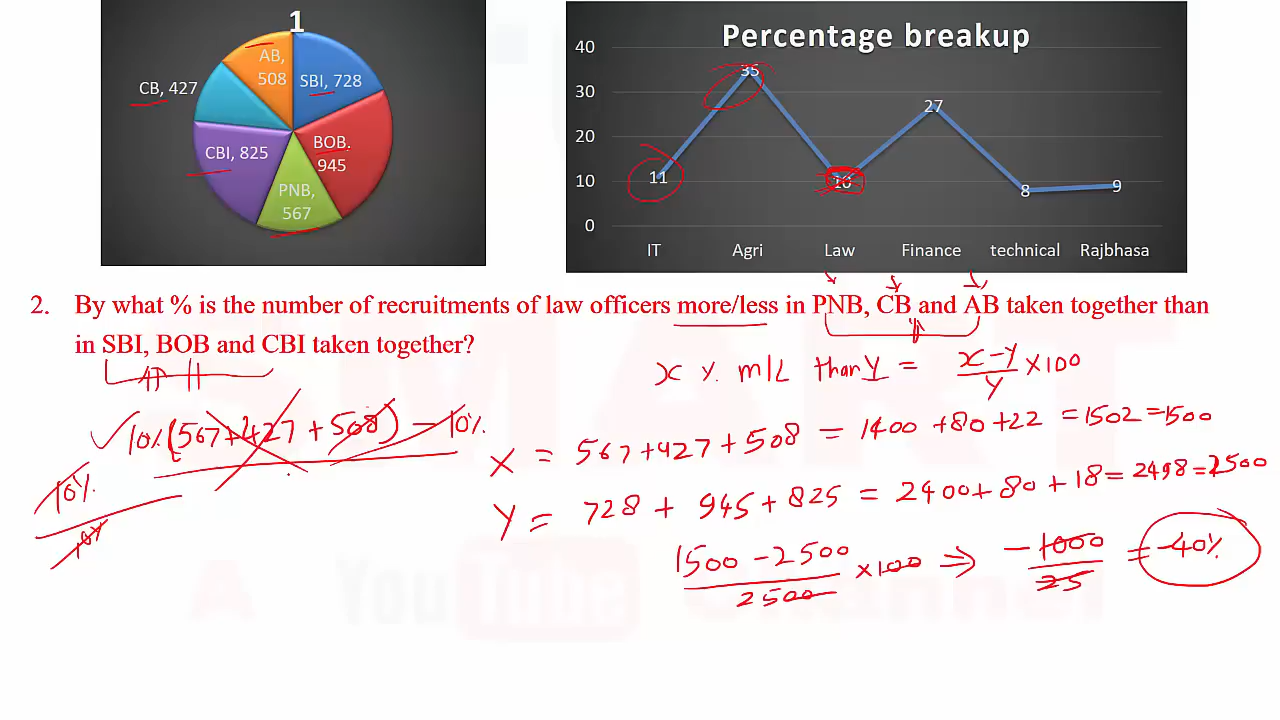 1
AB,
508
SBI, 728
CB, 427
BOB.
945
CBI, 825
PNB,
567
Percentage breakup
40
30
20
10
0
11
35
10
27
8
9
IT Agri Law Finance technical Rajbhasa
2. By what % is the number of recruitments of law officers more/less in PNB, CB and AB taken together than
in SBI, BOB and CBI taken together?
x % m/L than Y = x-y/y ×100
10% (567+427+508) - 10%
10%
10%
X = 567+427+508 = 1400 +80+22 =1502=1500
Y = 728 + 945+825 = 2400+80+18=2498=2500
1500-2500/2500 ×100 ⇒ -1000/25 = -40%
A YouTube Channel